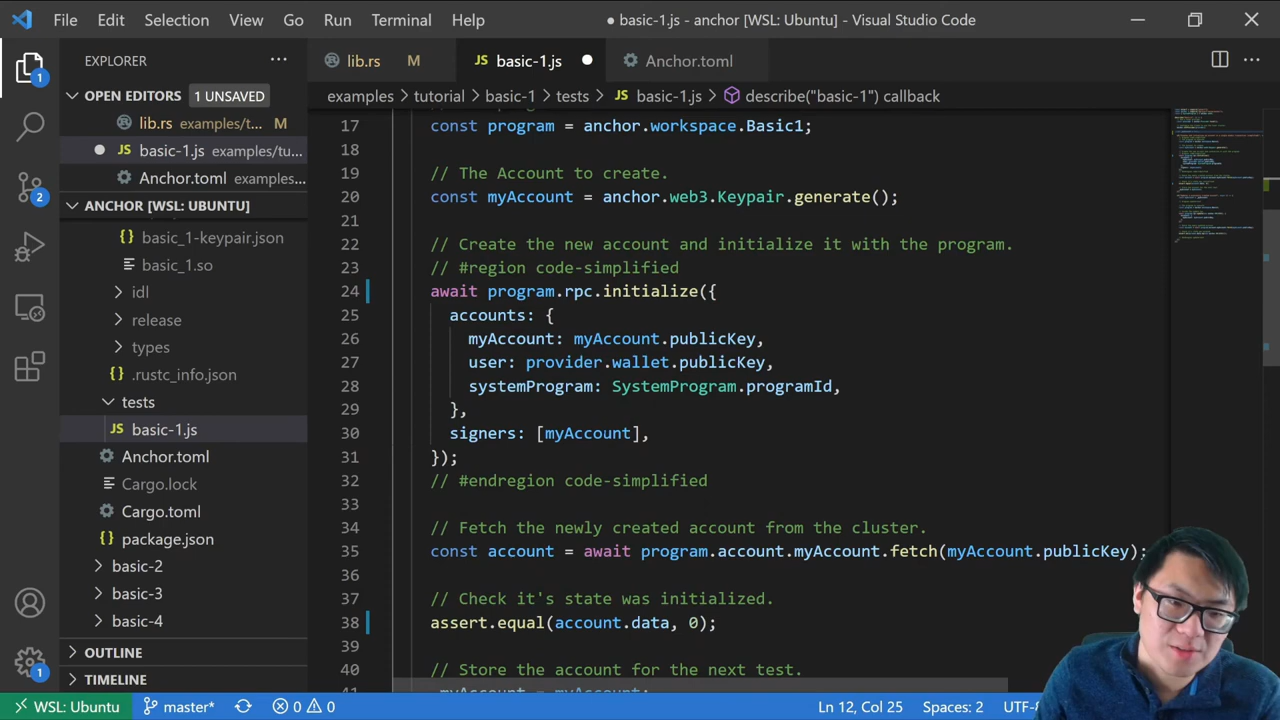 File Edit Selection View Go Run Terminal Help ● basic-1.js - anchor [WSL: Ubuntu] - Visual Studio Code
EXPLORER ...
lib.rs M JS basic-1.js ● Anchor.toml ...
OPEN EDITORS 1 UNSAVED
examples > tutorial > basic-1 > tests > JS basic-1.js > describe("basic-1") callback
lib.rs examples/t... M
● JS basic-1.js examples/tu...
Anchor.toml examples...
ANCHOR [WSL: UBUNTU]
{} basic_1-keypair.json
basic_1.so
> idl
> release
> types
{} .rustc_info.json
tests
JS basic-1.js
Anchor.toml
Cargo.lock
Cargo.toml
{} package.json
> basic-2
> basic-3
> basic-4
> OUTLINE
> TIMELINE
1
2
1
17 const program = anchor.workspace.Basic1;
18
19 // The Account to create.
20 const myAccount = anchor.web3.Keypair.generate();
21
22 // Create the new account and initialize it with the program.
23 // #region code-simplified
24 await program.rpc.initialize({
25 accounts: {
26 myAccount: myAccount.publicKey,
27 user: provider.wallet.publicKey,
28 systemProgram: SystemProgram.programId,
29 },
30 signers: [myAccount],
31 });
32 // #endregion code-simplified
33
34 // Fetch the newly created account from the cluster.
35 const account = await program.account.myAccount.fetch(myAccount.publicKey);
36
37 // Check it's state was initialized.
38 assert.equal(account.data, 0);
39
40 // Store the account for the next test.
41 _myAccount = myAccount;
WSL: Ubuntu master* 0 0 Ln 12, Col 25 Spaces: 2